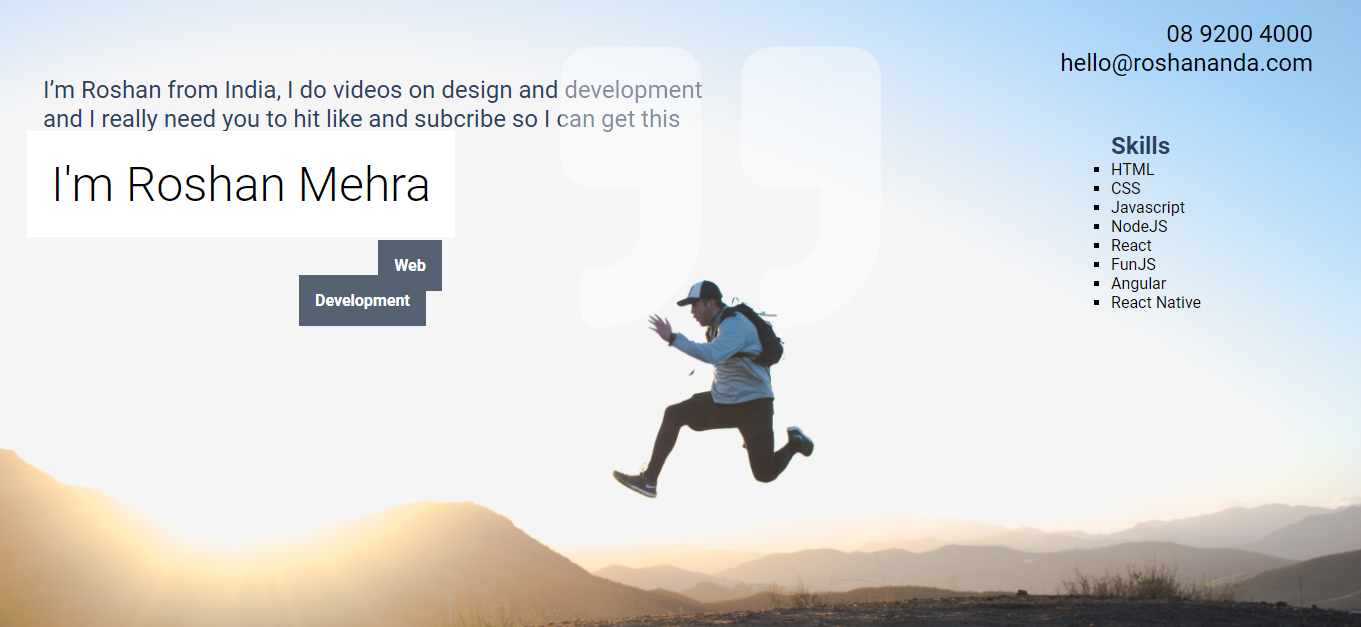 08 9200 4000
hello@roshananda.com
I’m Roshan from India, I do videos on design and development
and I really need you to hit like and subcribe so I can get this
I'm Roshan Mehra
Web
Development
Skills
HTML
CSS
Javascript
NodeJS
React
FunJS
Angular
React Native